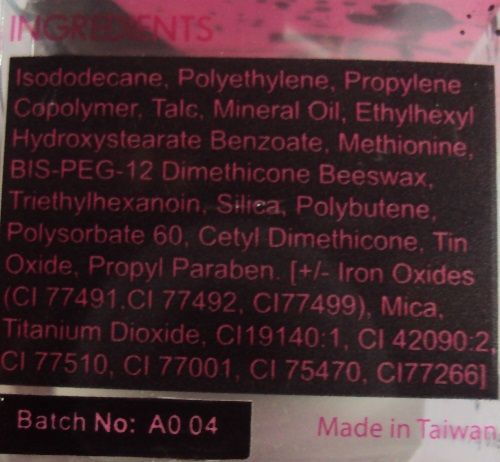 INGREDIENTS
Isododecane, Polyethylene, Propylene
Copolymer, Talc, Mineral Oil, Ethylhexyl
Hydroxystearate Benzoate, Methionine,
BIS-PEG-12 Dimethicone Beeswax,
Triethylhexanoin, Silica, Polybutene,
Polysorbate 60, Cetyl Dimethicone, Tin
Oxide, Propyl Paraben. [+/- Iron Oxides
(CI 77491.CI 77492, CI77499), Mica,
Titanium Dioxide, CI19140:1, CI 42090:2,
CI 77510, CI 77001, CI 75470, CI77266]
Batch No: A0 04
Made in Taiwan